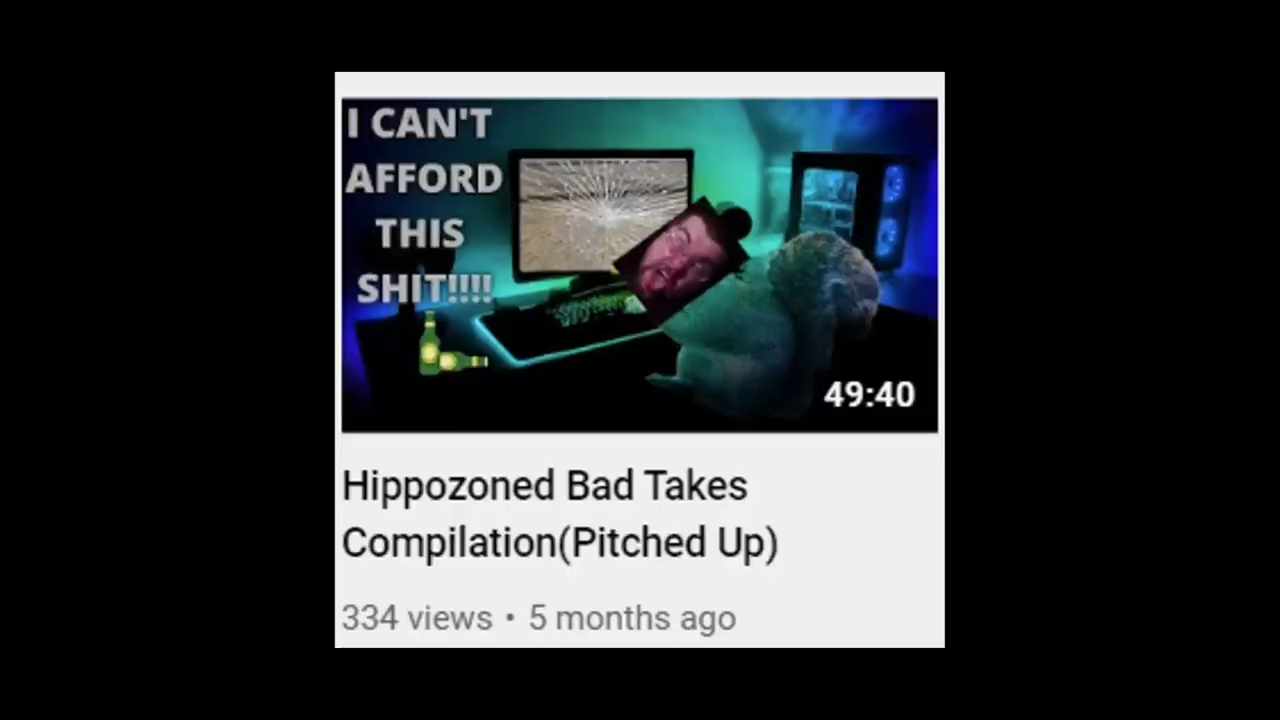 I CAN'T
AFFORD
THIS
SHIT!!!!
49:40
Hippozoned Bad Takes
Compilation(Pitched Up)
334 views • 5 months ago